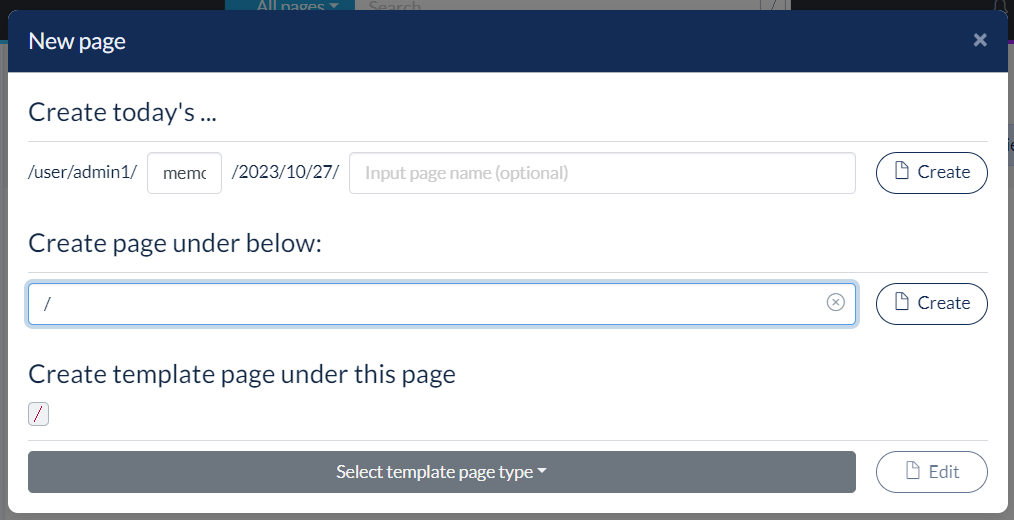 All pages Search /
New page ×
Create today's ...
/user/admin1/ memo /2023/10/27/ Input page name (optional) Create
Create page under below:
/ Create
Create template page under this page
/
Select template page type Edit